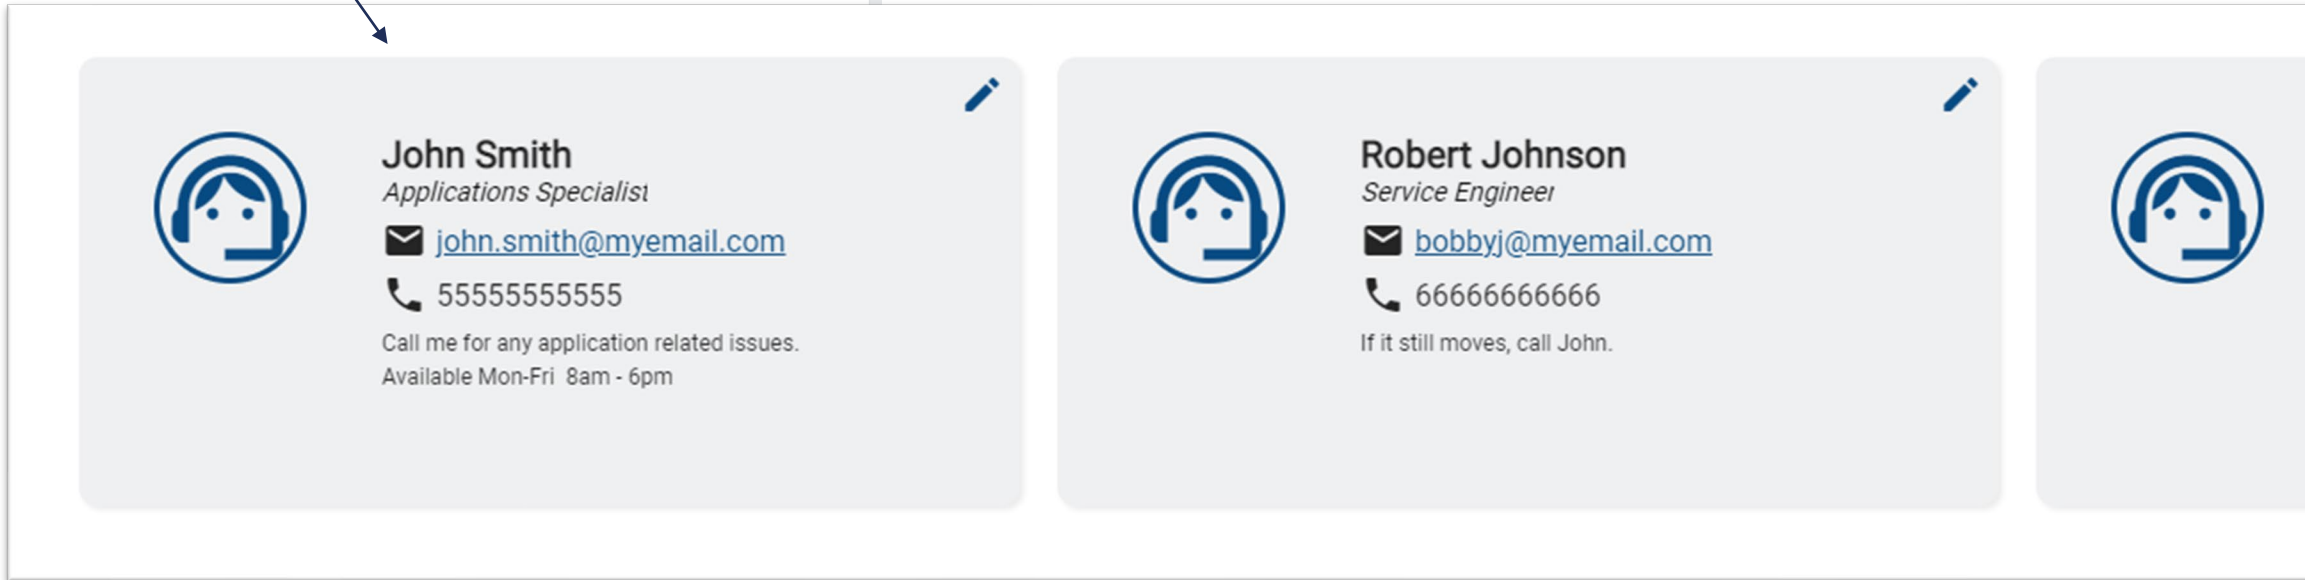 John Smith
Applications Specialist
john.smith@myemail.com
55555555555
Call me for any application related issues.
Available Mon-Fri  8am - 6pm
Robert Johnson
Service Engineer
bobbyj@myemail.com
66666666666
If it still moves, call John.